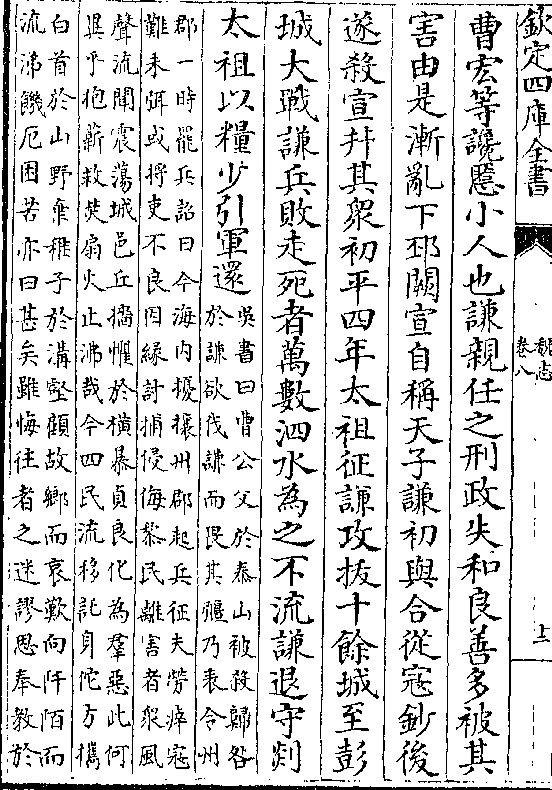 欽定四庫全書
魏志
卷八
十二
曹宏等讒慝小人也謙親任之刑政失和良善多被其
害由是漸亂下邳闕宣自稱天子謙初與合從冦鈔後
遂殺宣幷其衆初平四年太祖征謙攻拔十餘城至彭
城大戰謙兵敗走死者萬數泗水為之不流謙退守剡
太祖以糧少引軍還
吳書曰曹公父於泰山被殺歸咎
於謙欲伐謙而畏其彊乃表令州
郡一時罷兵詔曰今海内擾攘州郡起兵征夫勞瘁冦
難未弭或將吏不良因縁討捕侵侮黎民離害者衆風
聲流聞震蕩城邑丘牆懼於横暴貞良化為羣惡此何
異乎抱薪救焚扇火止沸哉今四民流移託身佗方攜
白首於山野棄稚子於溝壑顧故鄉而哀歎向阡陌而
流涕饑厄困苦亦曰甚矣雖悔往者之迷謬思奉教於